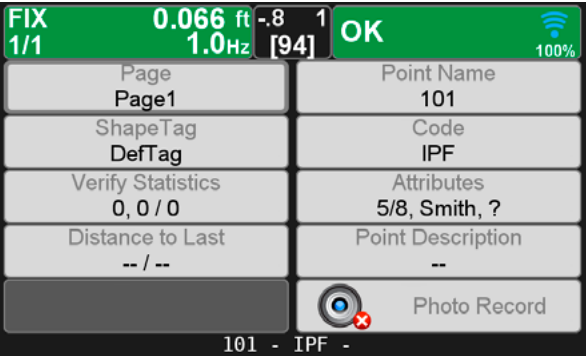 FIX 0.066 ft -.8 1 OK
1/1 1.0Hz [94] 100%
Page Point Name
Page1 101
ShapeTag Code
DefTag IPF
Verify Statistics Attributes
0, 0 / 0 5/8, Smith, ?
Distance to Last Point Description
-- / -- --
Photo Record
101 - IPF -